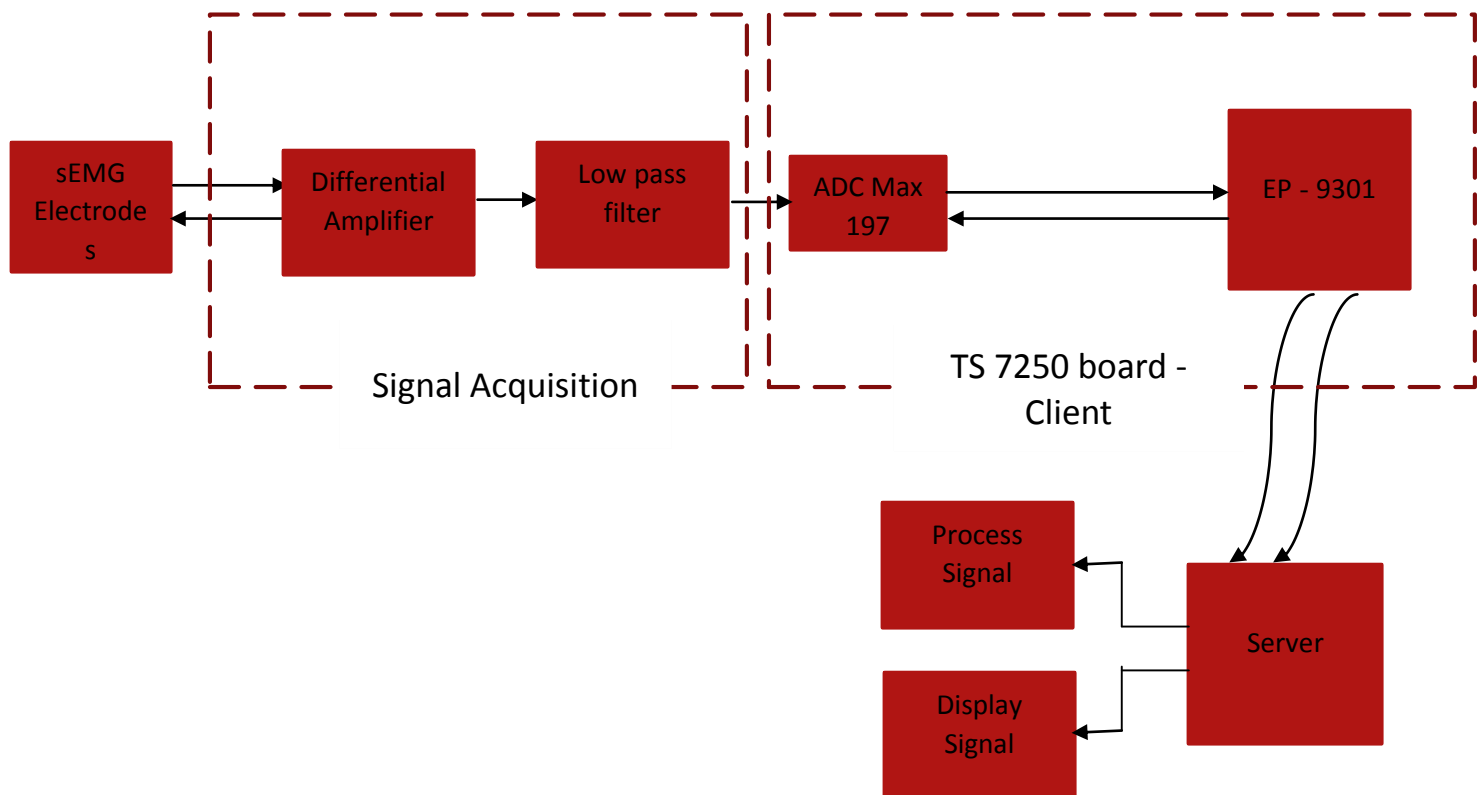 sEMG
Electrode
s
Differential
Amplifier
Low pass
filter
ADC Max
197
EP - 9301
Signal Acquisition
TS 7250 board -
Client
Process
Signal
Server
Display
Signal